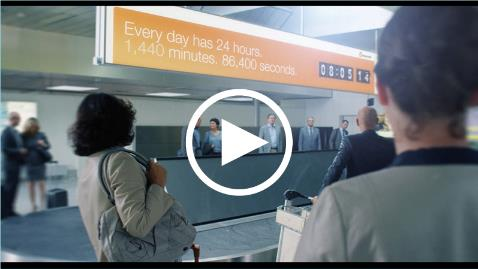 Every day has 24 hours.
1,440 minutes. 86,400 seconds.
08:05 14